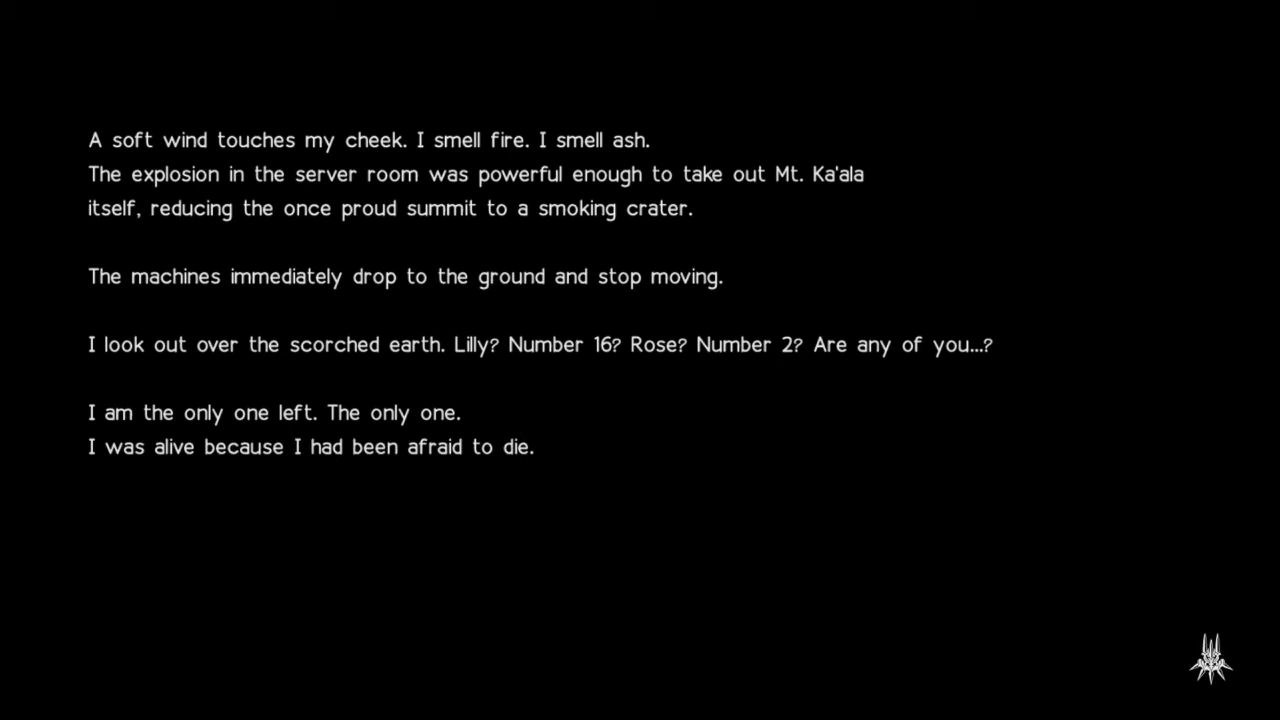 A soft wind touches my cheek. I smell fire. I smell ash.
The explosion in the server room was powerful enough to take out Mt. Ka'ala
itself, reducing the once proud summit to a smoking crater.
The machines immediately drop to the ground and stop moving.
I look out over the scorched earth. Lilly? Number 16? Rose? Number 2? Are any of you...?
I am the only one left. The only one.
I was alive because I had been afraid to die.